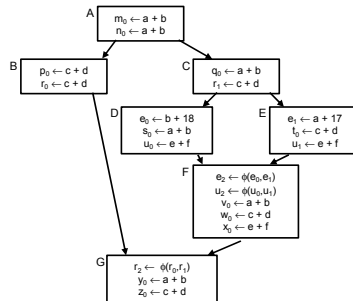 A
m₀ ← a + b
n₀ ← a + b
B
p₀ ← c + d
r₀ ← c + d
C
q₀ ← a + b
r₁ ← c + d
D
e₀ ← b + 18
s₀ ← a + b
u₀ ← e + f
E
e₁ ← a + 17
t₀ ← c + d
u₁ ← e + f
F
e₂ ← ϕ(e₀,e₁)
u₂ ← ϕ(u₀,u₁)
v₀ ← a + b
w₀ ← c + d
x₀ ← e + f
G
r₂ ← ϕ(r₀,r₁)
y₀ ← a + b
z₀ ← c + d